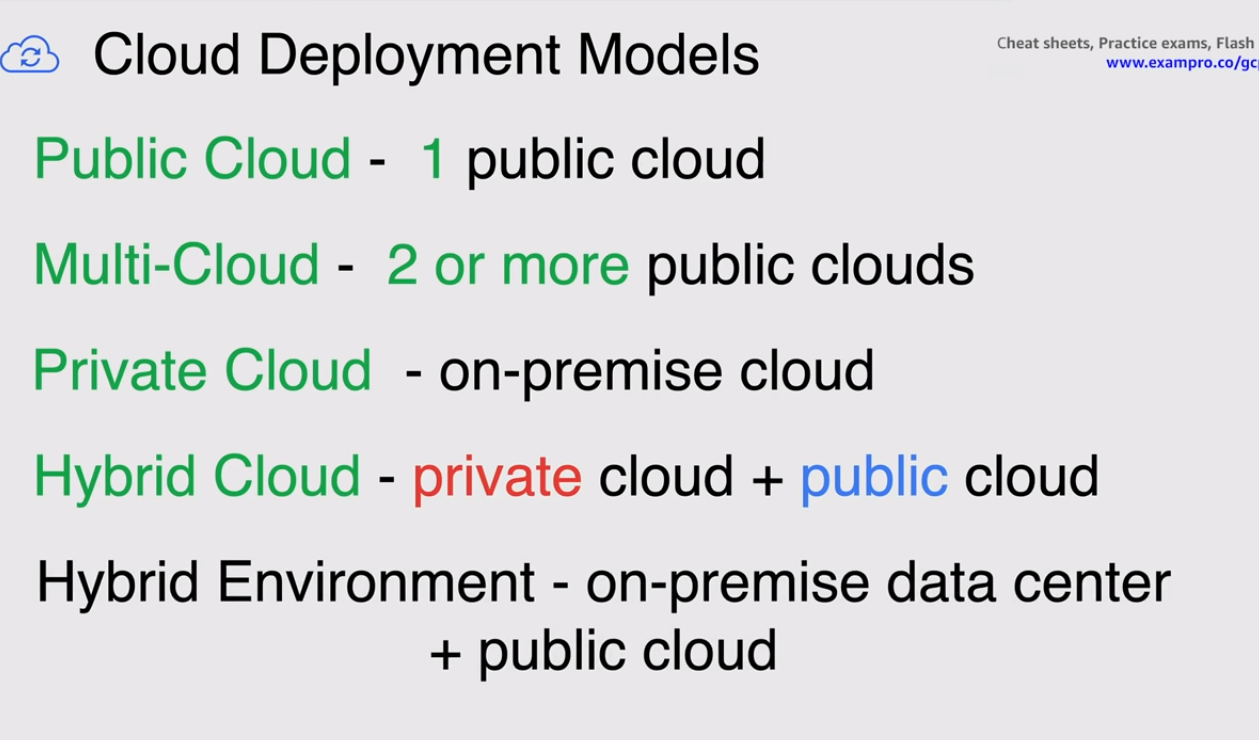 Cloud Deployment Models
Cheat sheets, Practice exams, Flash
www.exampro.co/gc
Public Cloud - 1 public cloud
Multi-Cloud - 2 or more public clouds
Private Cloud - on-premise cloud
Hybrid Cloud - private cloud + public cloud
Hybrid Environment - on-premise data center
+ public cloud